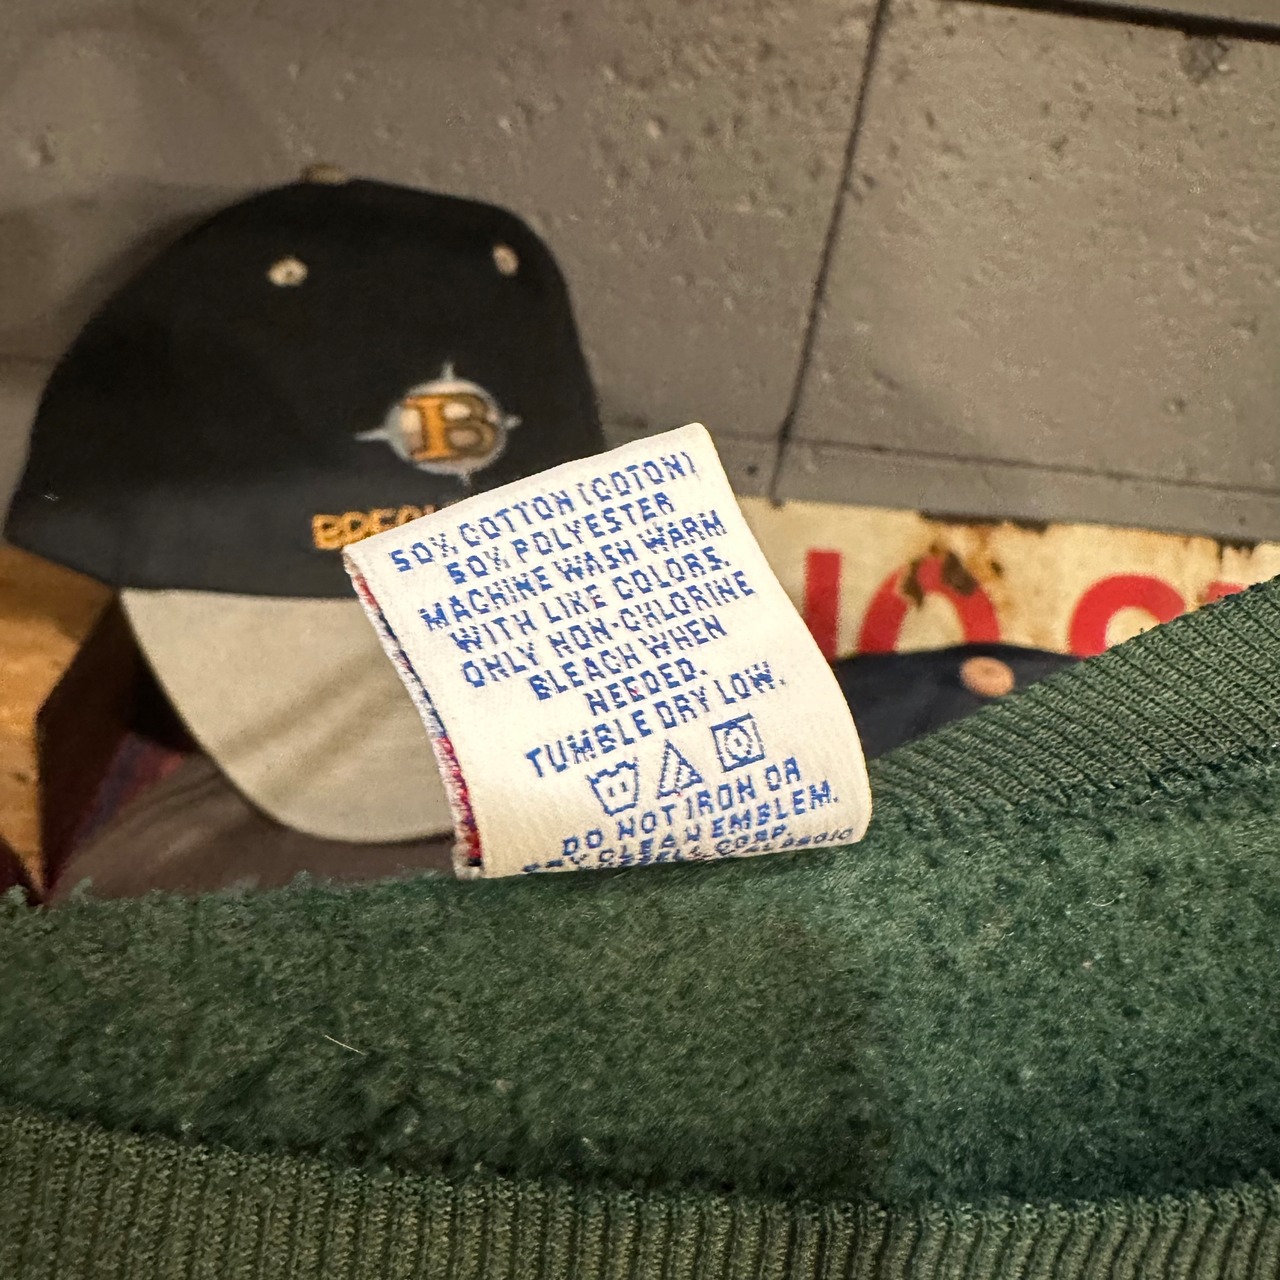 B
50% COTTON (COTON)
50% POLYESTER
MACHINE WASH WARM
WITH LIKE COLORS.
ONLY NON-CHLORINE
BLEACH WHEN
NEEDED.
TUMBLE DRY LOW.
DO NOT IRON OR
DRY CLEAN EMBLEM.
CORP.